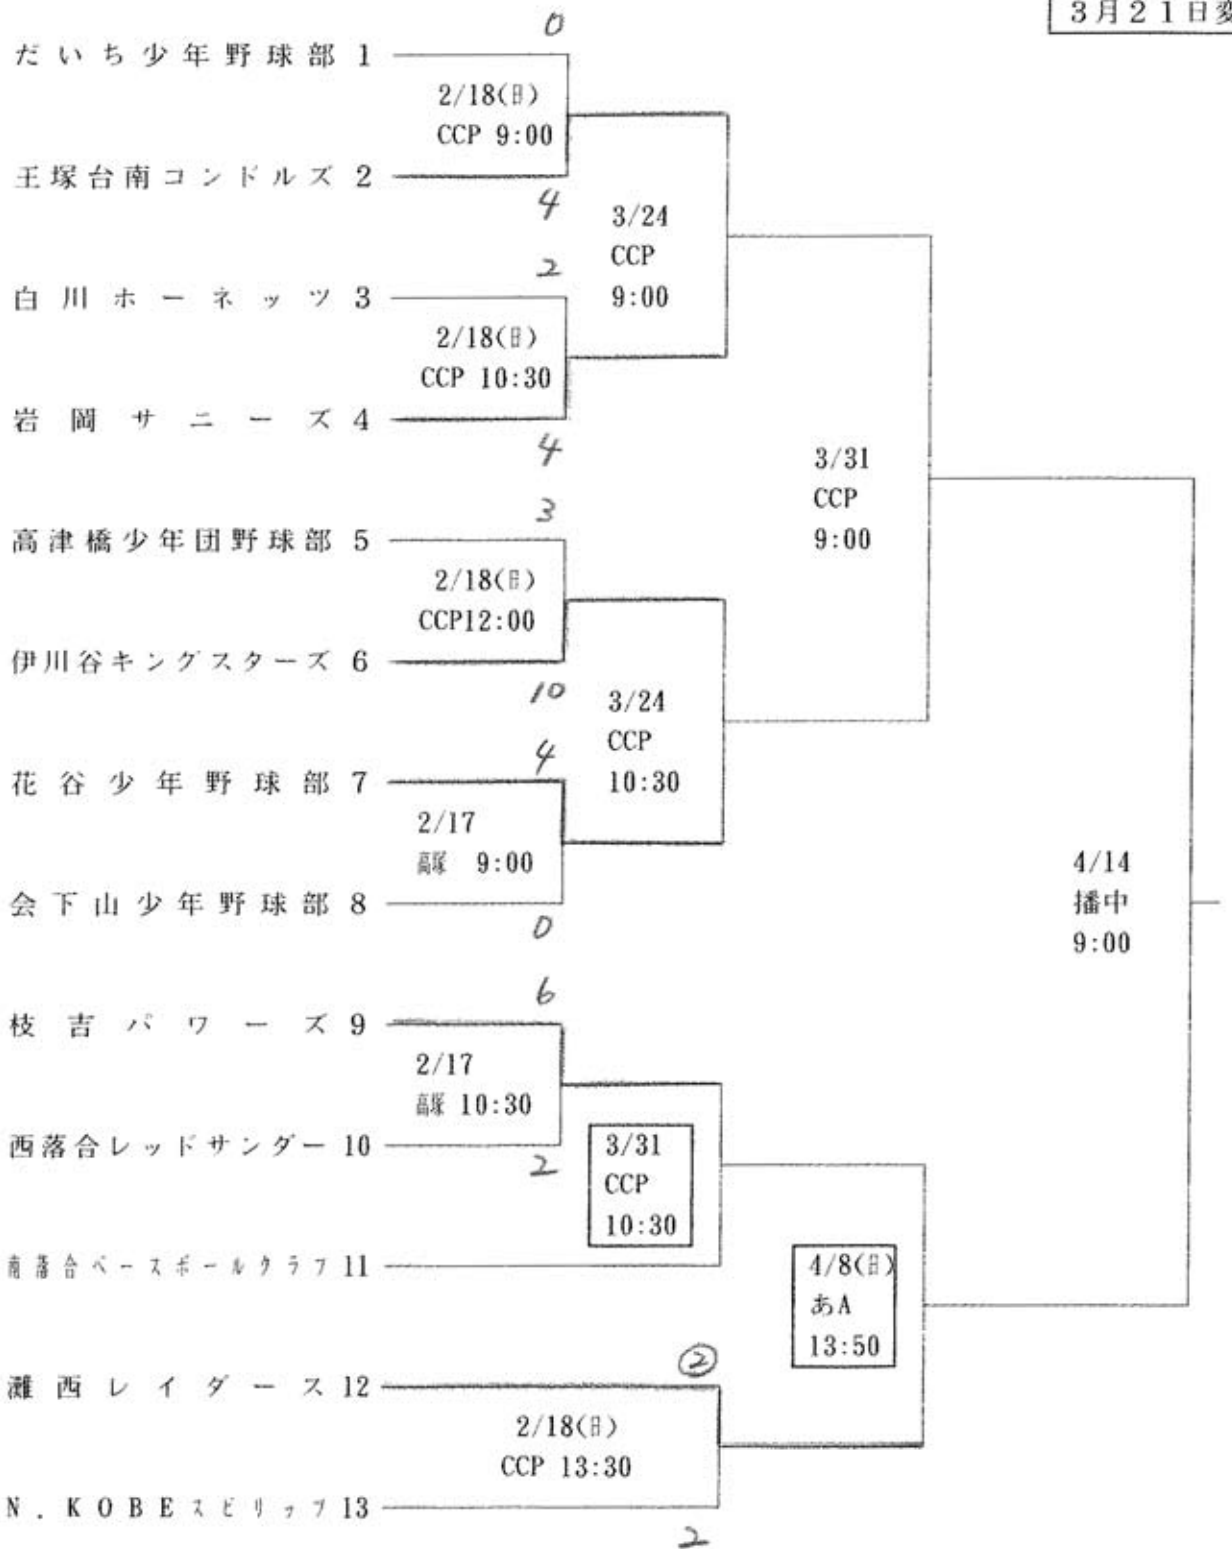 3月21日変
0
だいち少年野球部 1
2/18(日)
CCP 9:00
王塚台南コンドルズ 2
4
3/24
CCP
9:00
2
白川ホーネッツ 3
2/18(日)
CCP 10:30
岩岡サニーズ 4
4
3/31
CCP
9:00
3
高津橋少年団野球部 5
2/18(日)
CCP12:00
伊川谷キングスターズ 6
10
3/24
CCP
10:30
4
花谷少年野球部 7
2/17
高塚 9:00
会下山少年野球部 8
0
4/14
播中
9:00
6
枝吉パワーズ 9
2/17
高塚 10:30
西落合レッドサンダー 10
2
3/31
CCP
10:30
南落合ベースボールクラブ 11
4/8(日)
あA
13:50
②
灘西レイダース 12
2/18(日)
CCP 13:30
N.KOBEスピリッツ 13
2